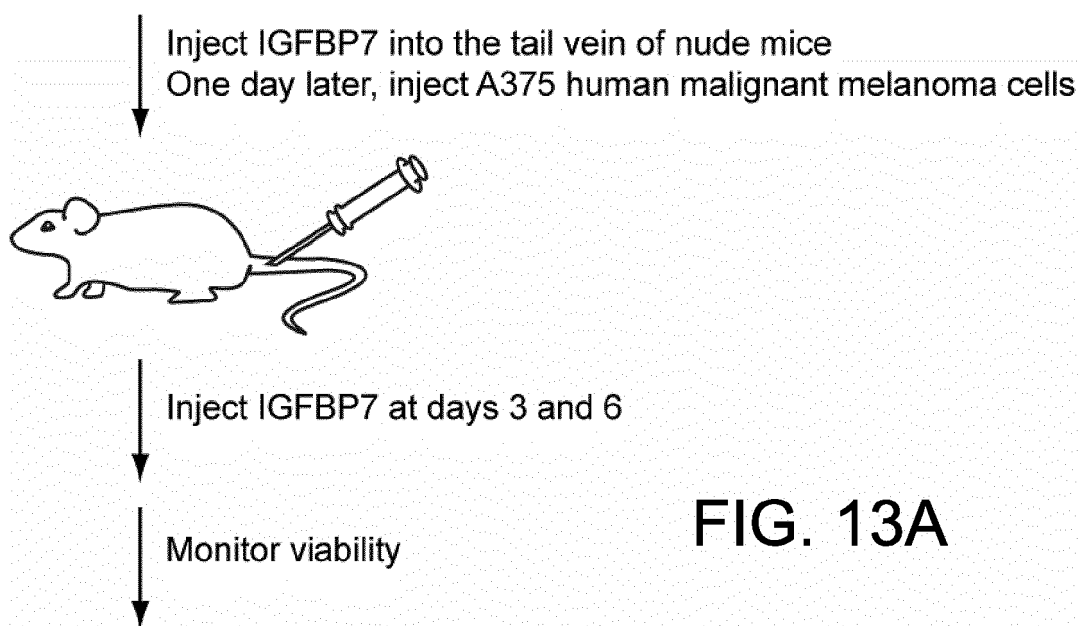 Inject IGFBP7 into the tail vein of nude mice
One day later, inject A375 human malignant melanoma cells
Inject IGFBP7 at days 3 and 6
Monitor viability
FIG. 13A